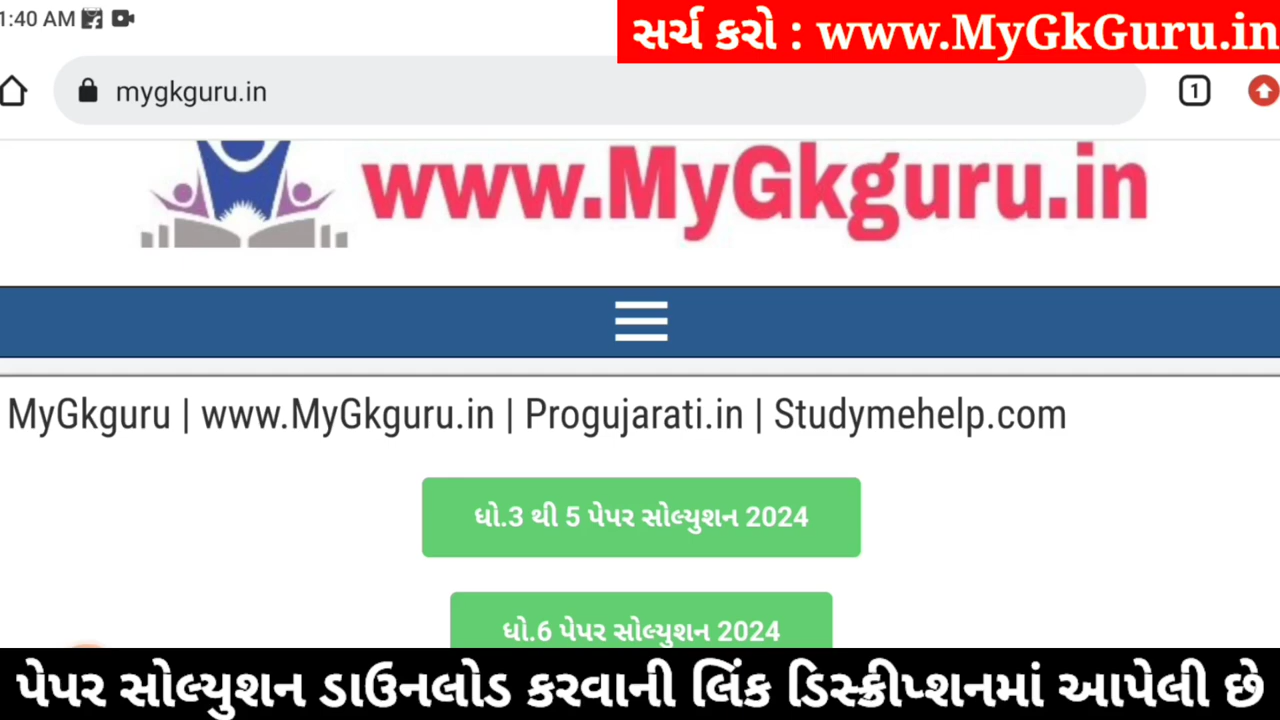 1:40 AM
સર્ચ કરો : www.MyGkGuru.in
mygkguru.in
1
www.MyGkguru.in
MyGkguru | www.MyGkguru.in | Progujarati.in | Studymehelp.com
ધો.3 થી 5 પેપર સોલ્યુશન 2024
ધો.6 પેપર સોલ્યુશન 2024
પેપર સોલ્યુશન ડાઉનલોડ કરવાની લિંક ડિસ્ક્રીપ્શનમાં આપેલી છે